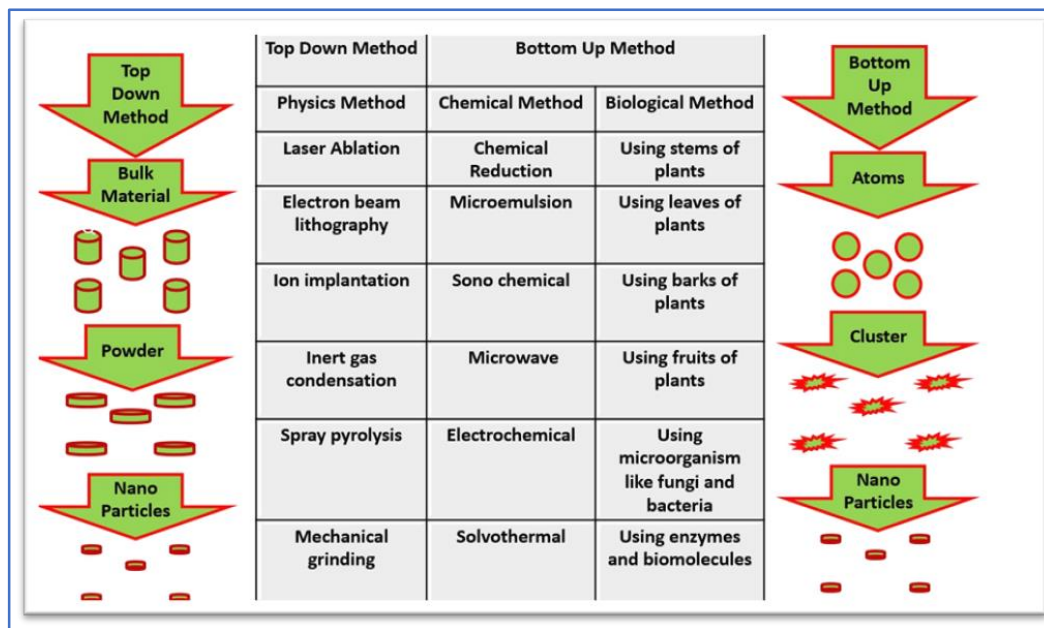 Top
Down
Method
Bulk
Material
Powder
Nano
Particles
Top Down Method
Bottom Up Method
Physics Method
Chemical Method
Biological Method
Laser Ablation
Chemical
Reduction
Using stems of
plants
Electron beam
lithography
Microemulsion
Using leaves of
plants
Ion implantation
Sono chemical
Using barks of
plants
Inert gas
condensation
Microwave
Using fruits of
plants
Spray pyrolysis
Electrochemical
Using
microorganism
like fungi and
bacteria
Mechanical
grinding
Solvothermal
Using enzymes
and biomolecules
Bottom
Up
Method
Atoms
Cluster
Nano
Particles